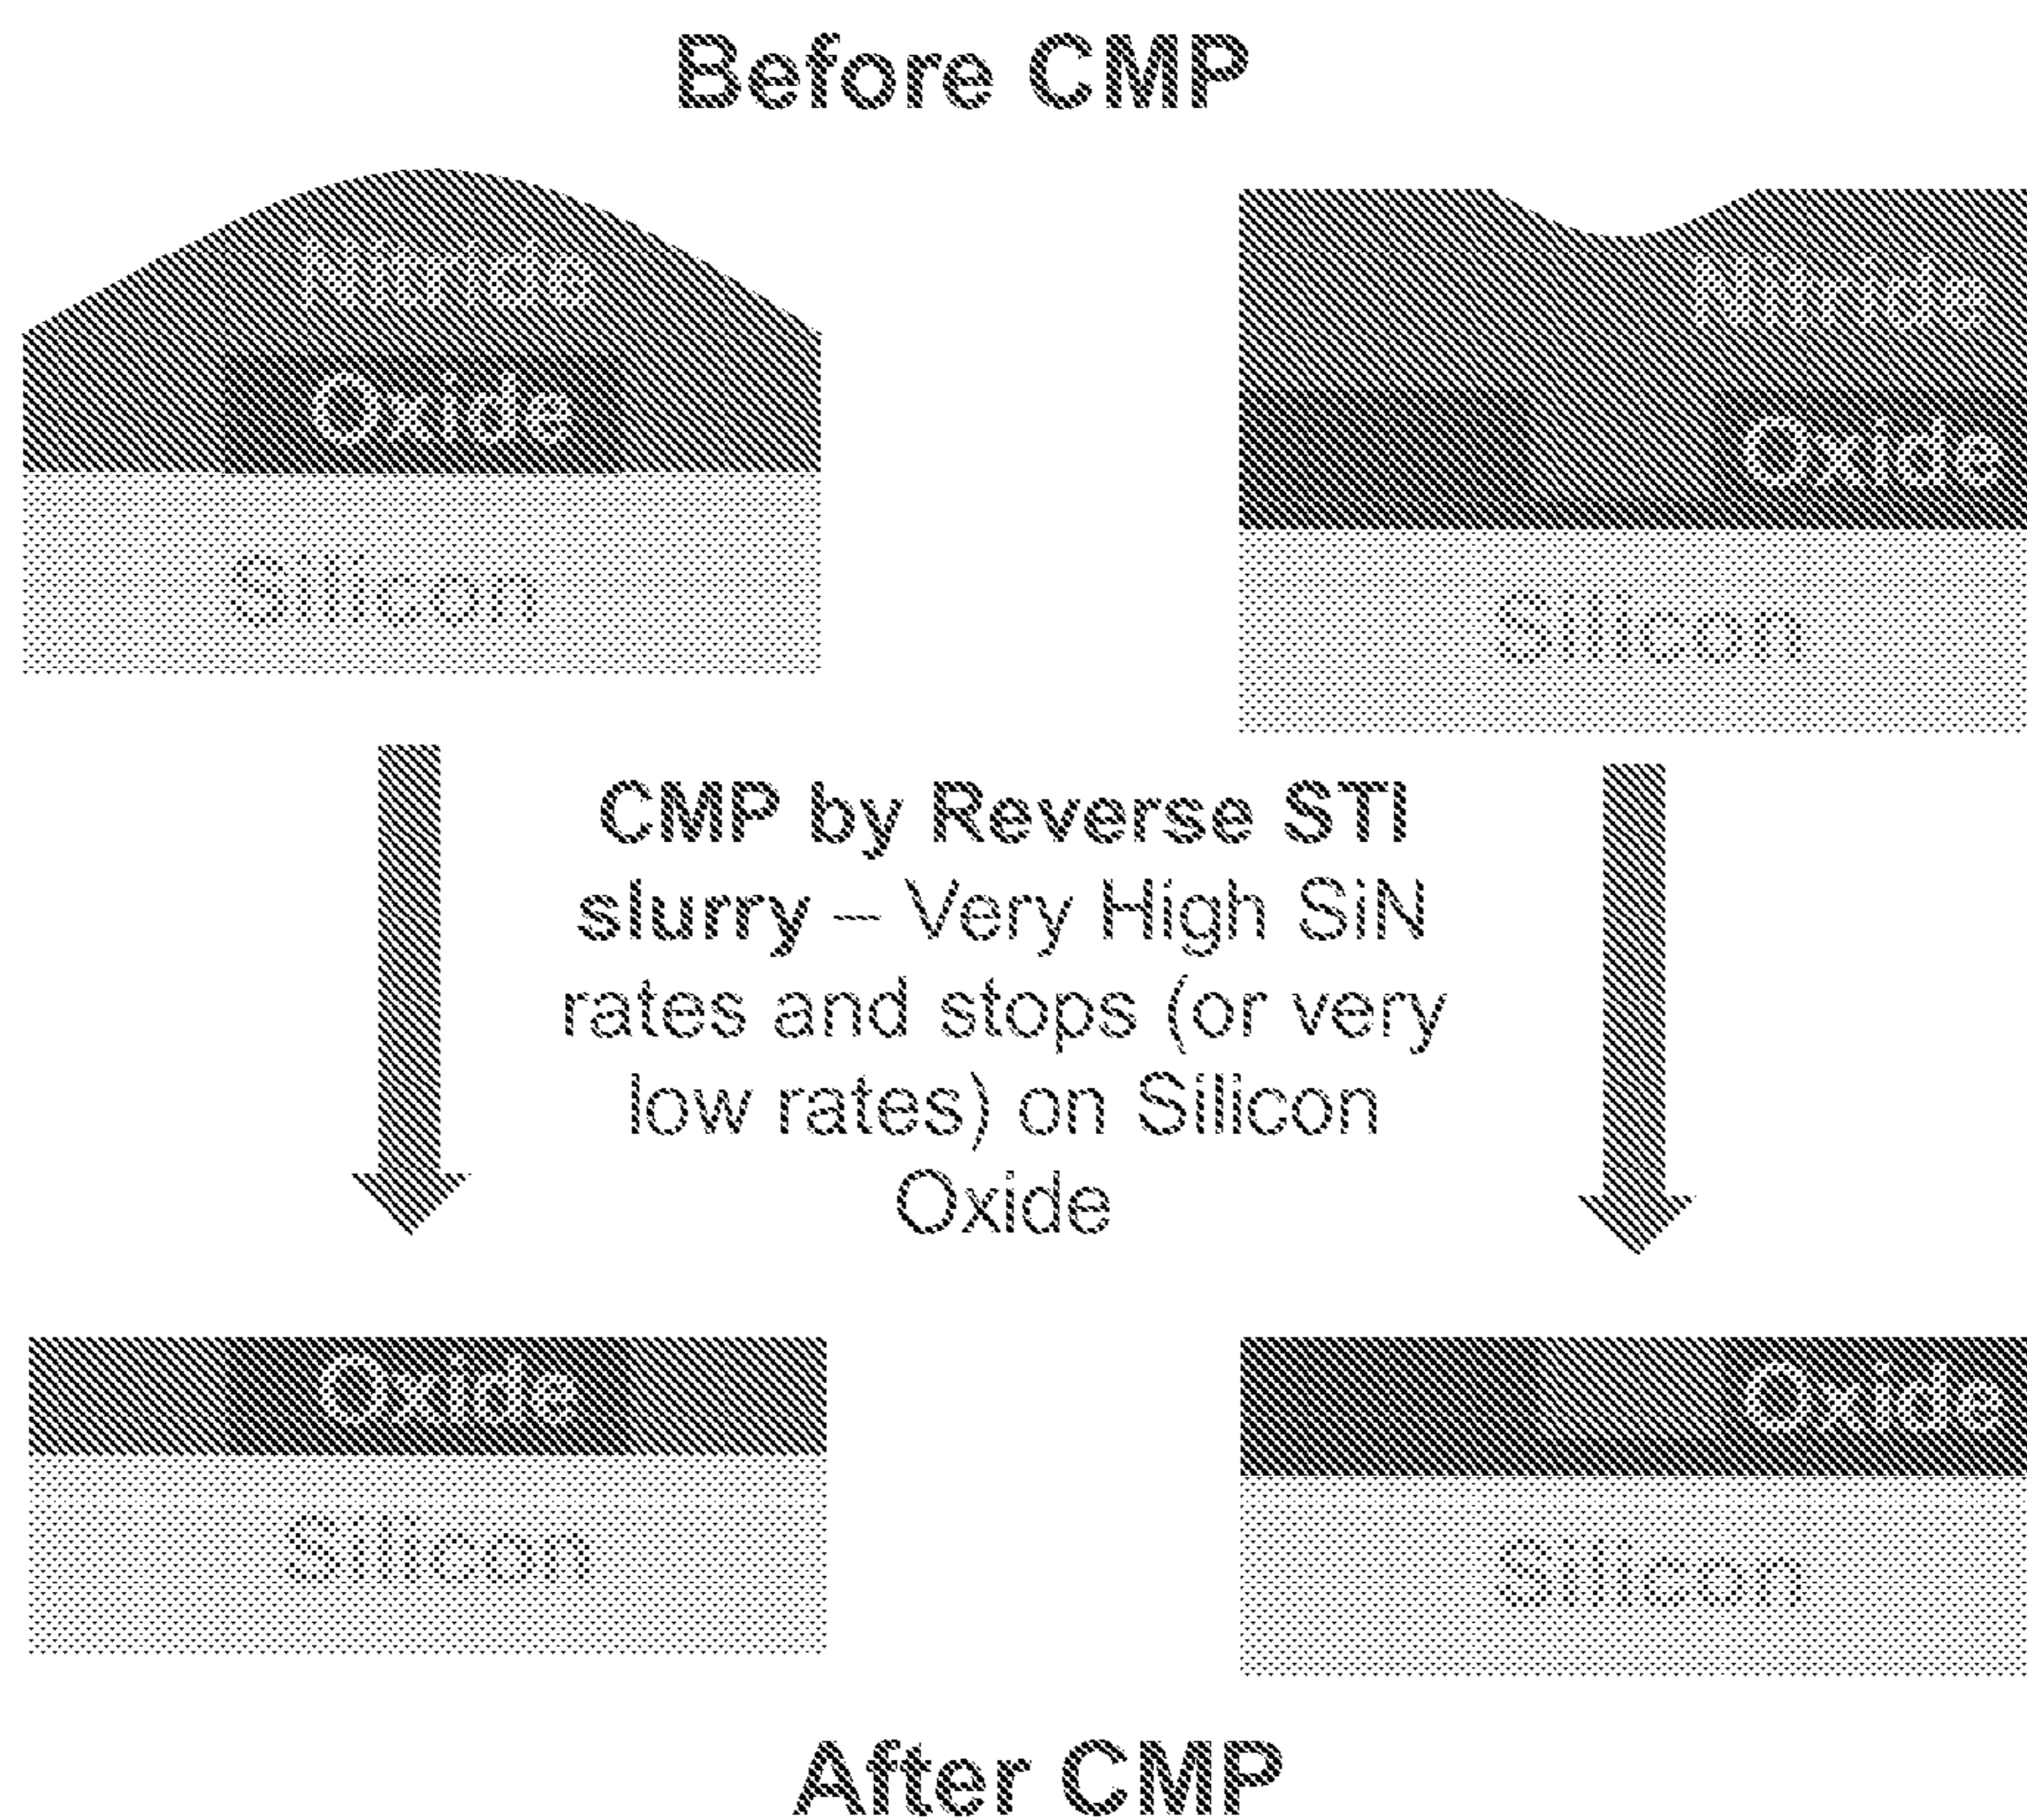 Before CMP
Nitride
Oxide
Silicon
Nitride
Oxide
Silicon
CMP by Reverse STI
slurry – Very High SiN
rates and stops (or very
low rates) on Silicon
Oxide
Oxide
Silicon
Oxide
Silicon
After CMP